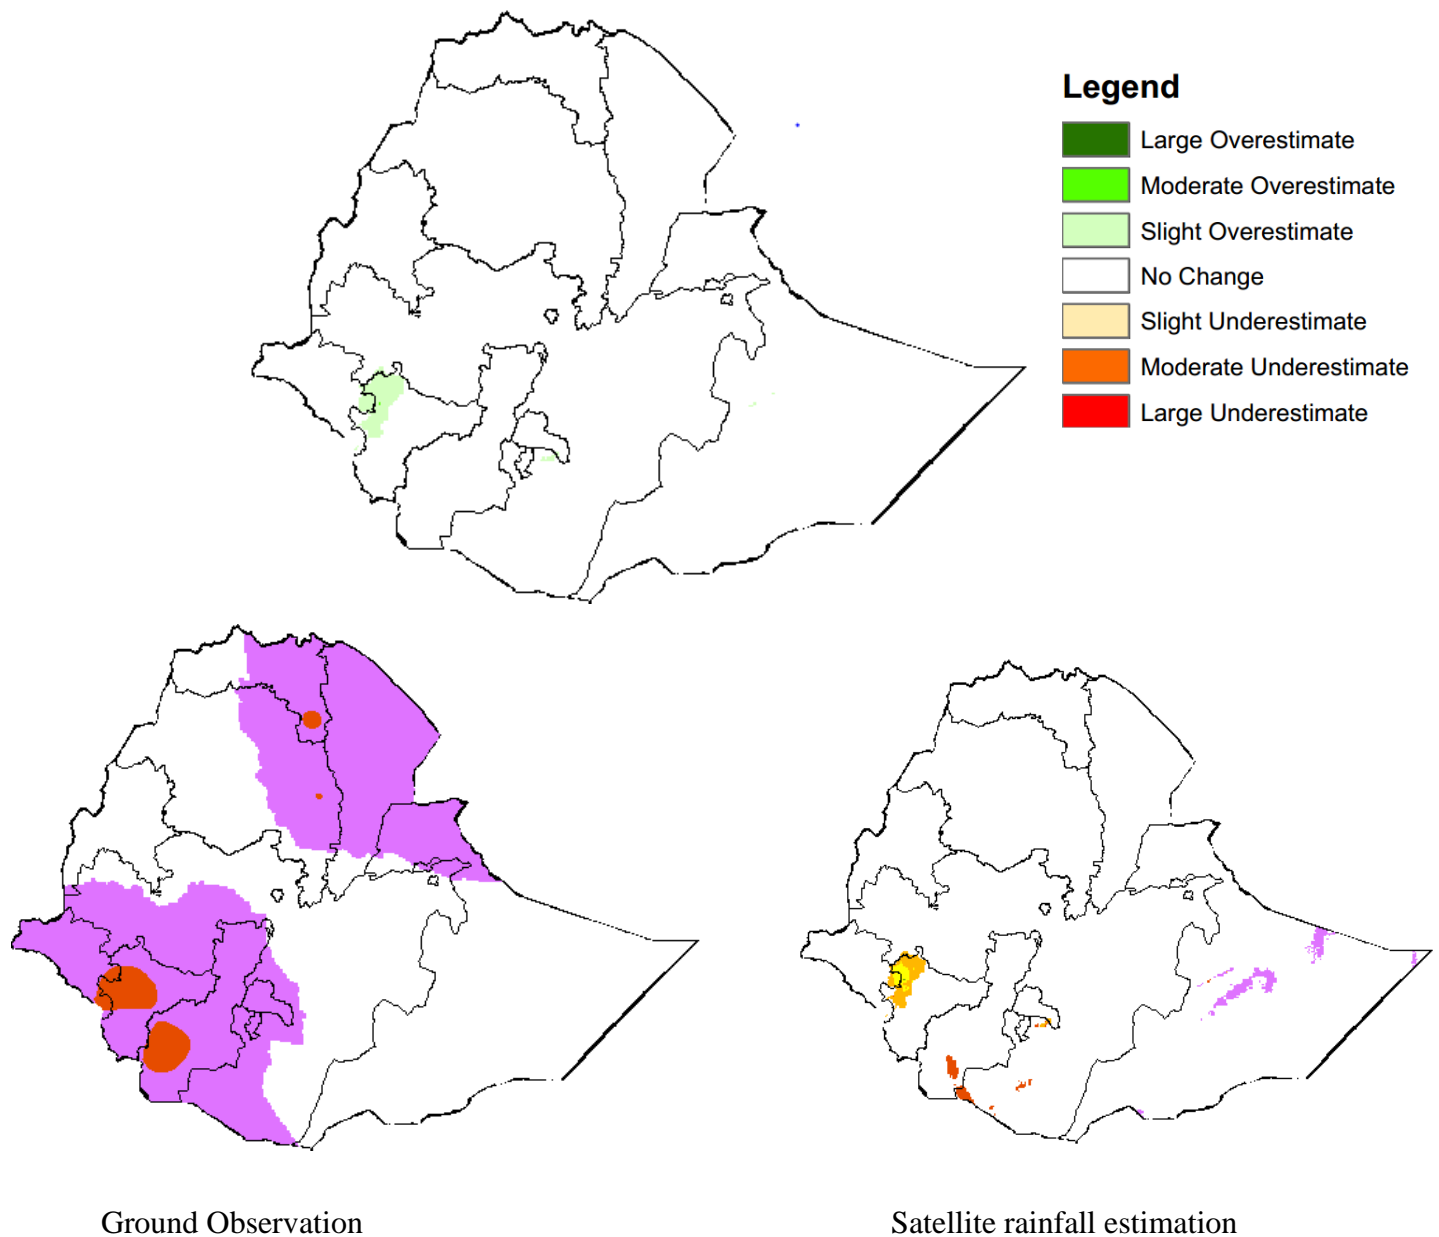 Legend
Large Overestimate
Moderate Overestimate
Slight Overestimate
No Change
Slight Underestimate
Moderate Underestimate
Large Underestimate
Ground Observation
Satellite rainfall estimation